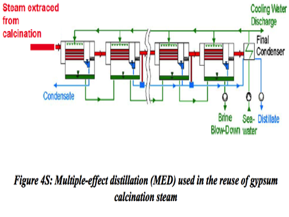 Steam extraced
from
calcination
Cooling Water
Discharge
Final
Condenser
Condensate
Brine
Blow-Down
Sea-
water
Distillate
Figure 4S: Multiple-effect distillation (MED) used in the reuse of gypsum
calcination steam